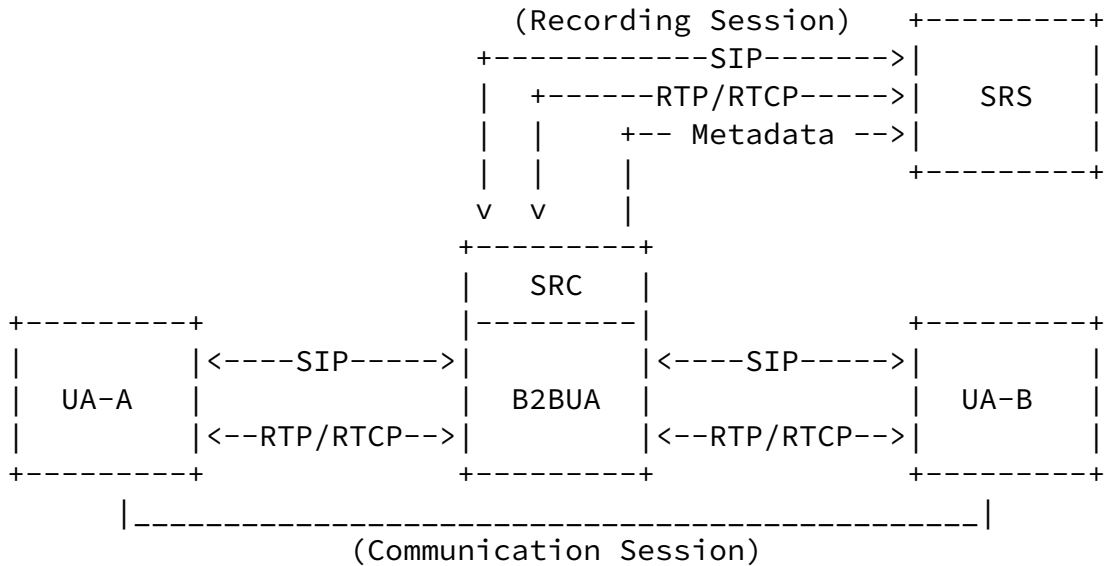 (Recording Session) +---------+
+------------SIP------->| |
| +------RTP/RTCP----->| SRS |
| | +-- Metadata -->| |
| | | +---------+
v v |
+---------+
| SRC |
+---------+ |---------| +---------+
| |<----SIP----->| |<----SIP----->| |
| UA-A | | B2BUA | | UA-B |
| |<--RTP/RTCP-->| |<--RTP/RTCP-->| |
+---------+ +---------+ +---------+
|_______________________________________________|
(Communication Session)